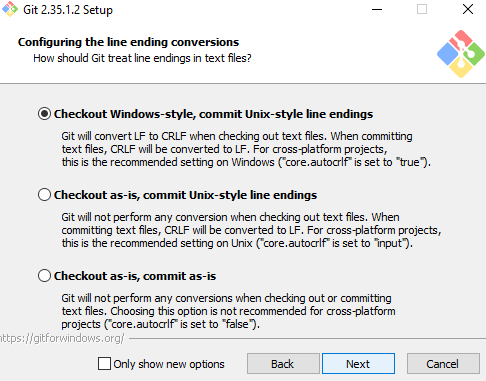 Git 2.35.1.2 Setup
Configuring the line ending conversions
How should Git treat line endings in text files?
Checkout Windows-style, commit Unix-style line endings
Git will convert LF to CRLF when checking out text files. When committing
text files, CRLF will be converted to LF. For cross-platform projects,
this is the recommended setting on Windows ("core.autocrlf" is set to "true").
Checkout as-is, commit Unix-style line endings
Git will not perform any conversion when checking out text files. When
committing text files, CRLF will be converted to LF. For cross-platform projects,
this is the recommended setting on Unix ("core.autocrlf" is set to "input").
Checkout as-is, commit as-is
Git will not perform any conversions when checking out or committing
text files. Choosing this option is not recommended for cross-platform
projects ("core.autocrlf" is set to "false").
https://gitforwindows.org/
Only show new options
Back
Next
Cancel